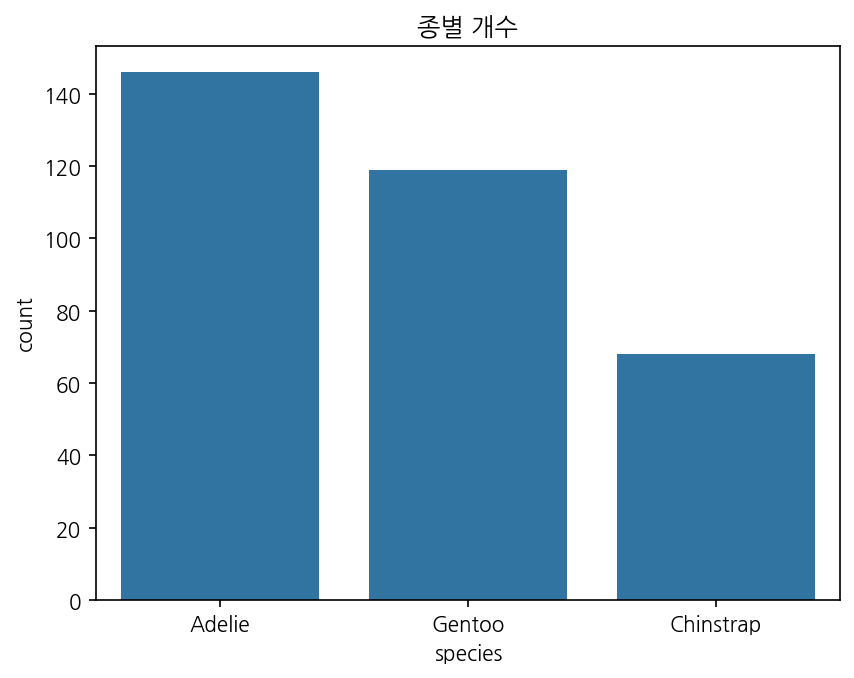 종별 개수
140
120
100
80
60
40
20
0
count
Adelie
Gentoo
Chinstrap
species